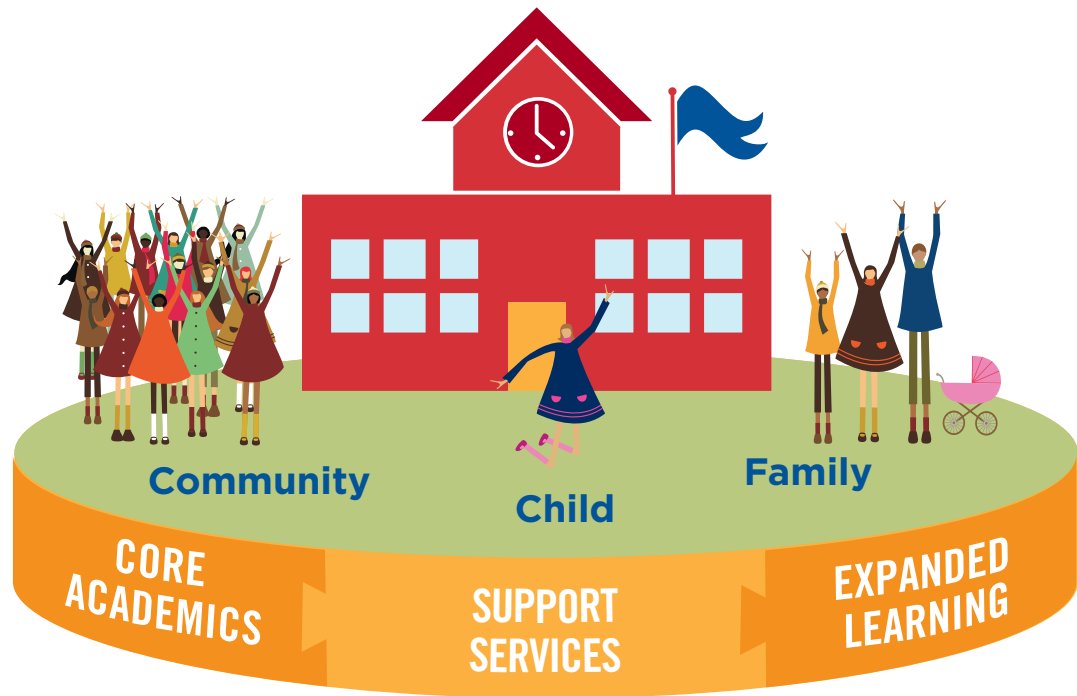 Community
Child
Family
CORE
ACADEMICS
SUPPORT
SERVICES
EXPANDED
LEARNING